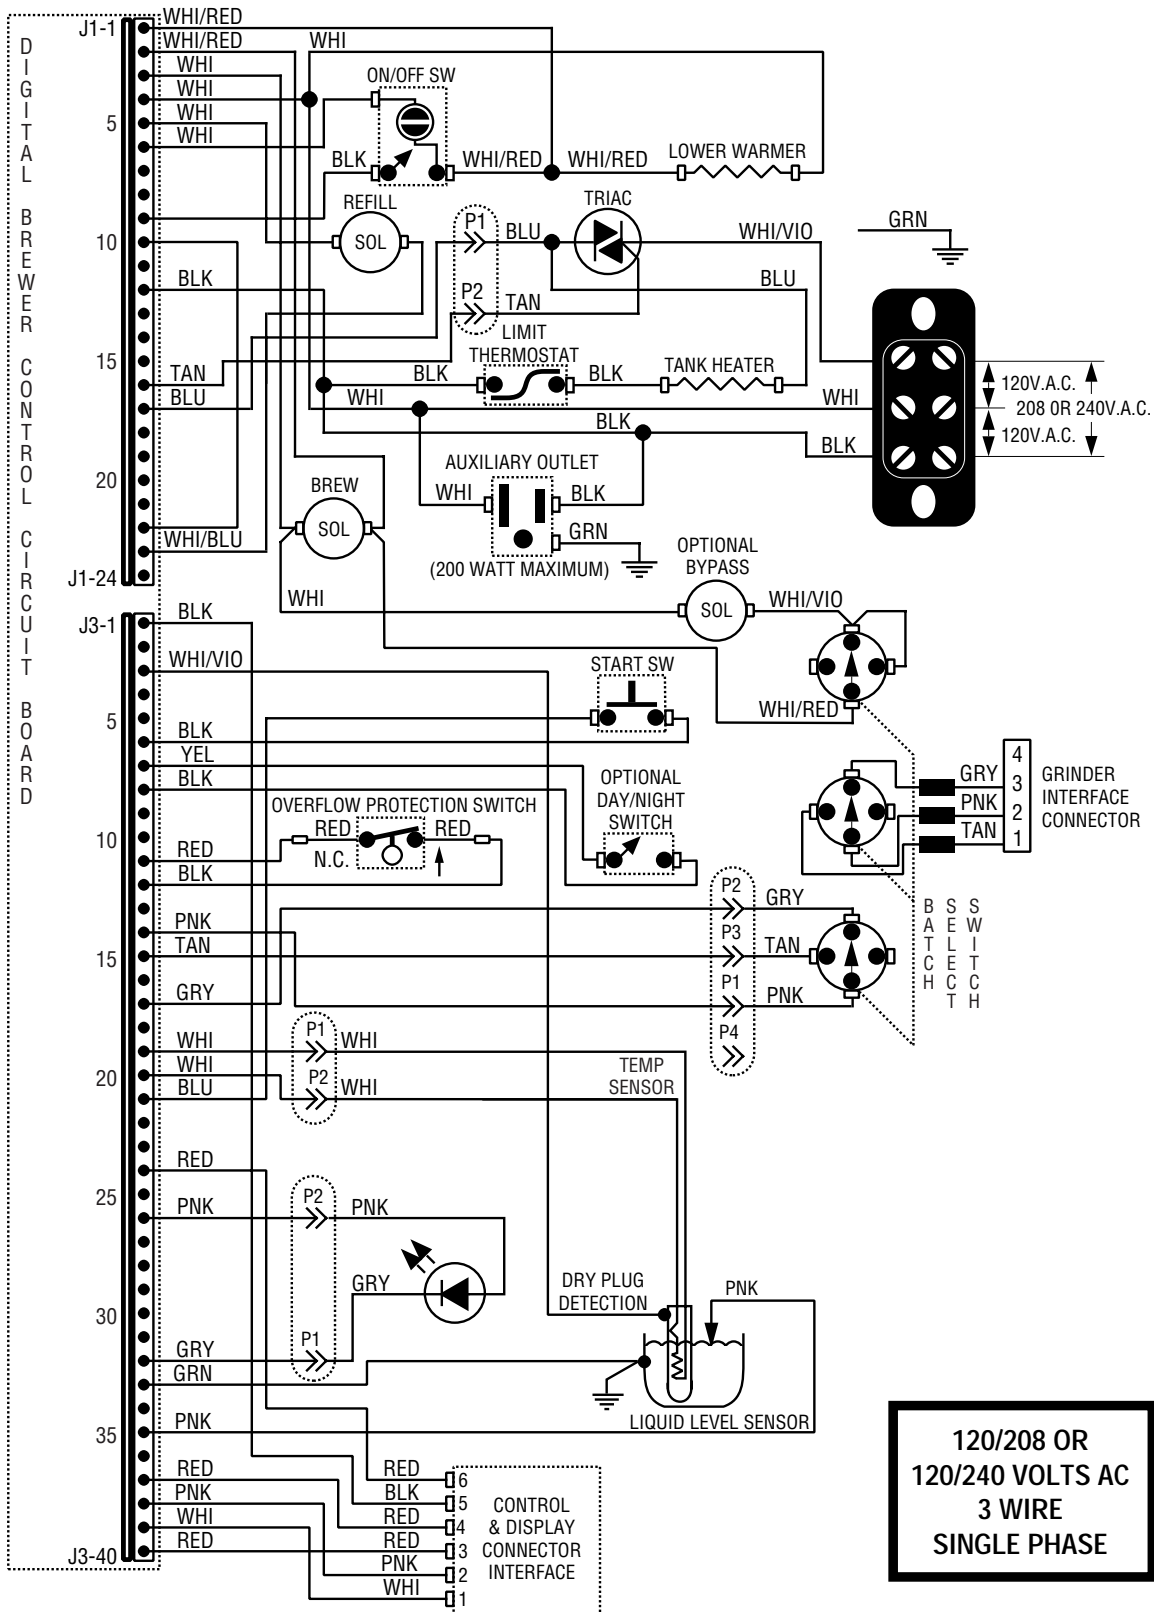 DIGITAL BREWER CONTROL CIRCUIT BOARD
J1-1
WHI/RED
WHI/RED
WHI
WHI
WHI
WHI
WHI
5
ON/OFF SW
BLK
WHI/RED
WHI/RED
LOWER WARMER
REFILL
SOL
P1
BLU
TRIAC
WHI/VIO
GRN
10
BLK
P2
TAN
BLU
LIMIT
THERMOSTAT
15
TAN
BLK
BLK
TANK HEATER
120V.A.C.
BLU
WHI
WHI
208 OR 240V.A.C.
BLK
BLK
120V.A.C.
AUXILIARY OUTLET
20
BREW
SOL
WHI
BLK
WHI/BLU
GRN
(200 WATT MAXIMUM)
OPTIONAL
BYPASS
J1-24
WHI
SOL
WHI/VIO
J3-1
BLK
WHI/VIO
START SW
WHI/RED
5
BLK
YEL
BLK
OPTIONAL
DAY/NIGHT
SWITCH
OVERFLOW PROTECTION SWITCH
RED
RED
N.C.
4
GRY
3
PNK
2
TAN
1
GRINDER
INTERFACE
CONNECTOR
10
RED
BLK
P2
GRY
PNK
P3
TAN
TAN
15
P1
PNK
GRY
P4
BATCH
SELECT
SWITCH
WHI
P1
WHI
WHI
20
P2
WHI
BLU
TEMP
SENSOR
RED
25
PNK
P2
PNK
GRY
DRY PLUG
DETECTION
PNK
30
P1
GRY
GRN
LIQUID LEVEL SENSOR
35
PNK
RED
RED
6
PNK
BLK
5
WHI
RED
4
RED
RED
3
J3-40
PNK
2
WHI
1
CONTROL
& DISPLAY
CONNECTOR
INTERFACE
120/208 OR
120/240 VOLTS AC
3 WIRE
SINGLE PHASE